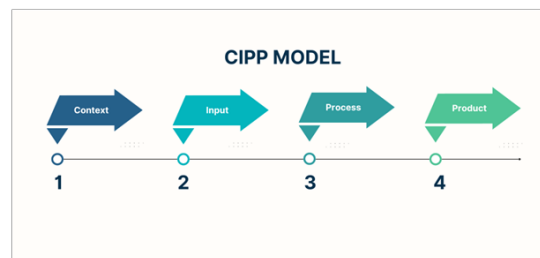 CIPP MODEL
Context
Input
Process
Product
1
2
3
4